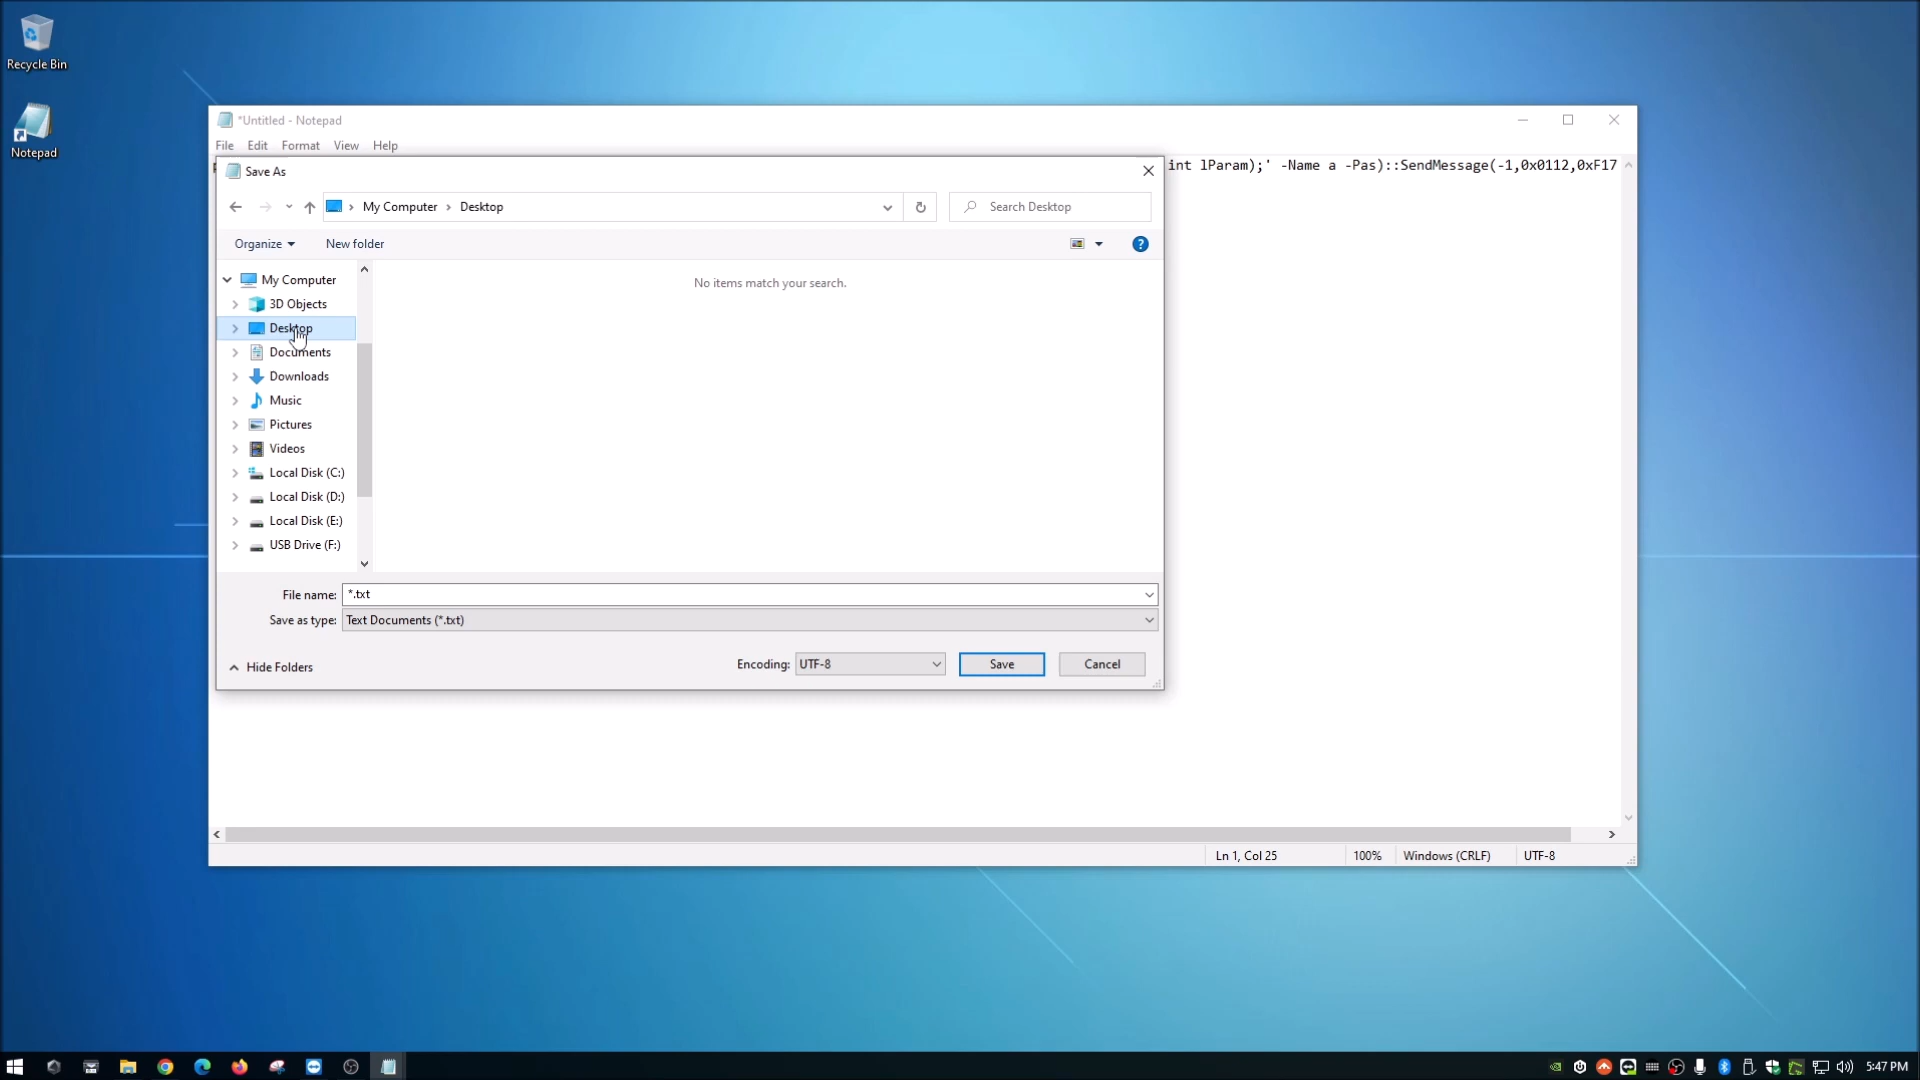 Recycle Bin
Notepad
*Untitled - Notepad
File Edit Format View Help
int lParam);' -Name a -Pas)::SendMessage(-1,0x0112,0xF17
Save As
My Computer Desktop
Search Desktop
Organize New folder
My Computer
3D Objects
Desktop
Documents
Downloads
Music
Pictures
Videos
Local Disk (C:)
Local Disk (D:)
Local Disk (E:)
USB Drive (F:)
No items match your search.
File name: *.txt
Save as type: Text Documents (*.txt)
Hide Folders
Encoding: UTF-8 Save Cancel
Ln 1, Col 25 100% Windows (CRLF) UTF-8
5:47 PM